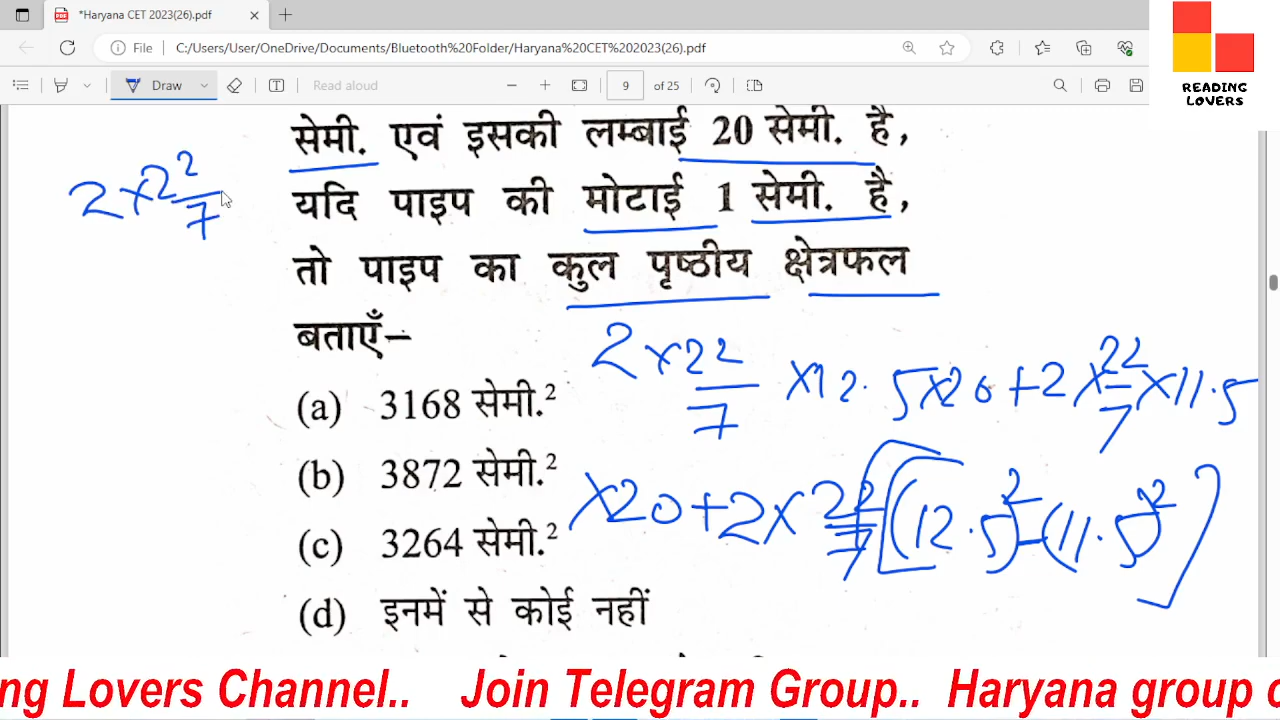 *Haryana CET 2023(26).pdf
File C:/Users/User/OneDrive/Documents/Bluetooth%20Folder/Haryana%20CET%202023(26).pdf
Draw Read aloud 9 of 25
READING
LOVERS
सेमी. एवं इसकी लम्बाई 20 सेमी. है,
2 × 22/7
यदि पाइप की मोटाई 1 सेमी. है,
तो पाइप का कुल पृष्ठीय क्षेत्रफल
बताएँ–
2 × 22/7 × 12.5 × 20 + 2 × 22/7 × 11.5
× 20 + 2 × 22/7 [(12.5)² - (11.5)²]
(a) 3168 सेमी.²
(b) 3872 सेमी.²
(c) 3264 सेमी.²
(d) इनमें से कोई नहीं
ng Lovers Channel.. Join Telegram Group.. Haryana group